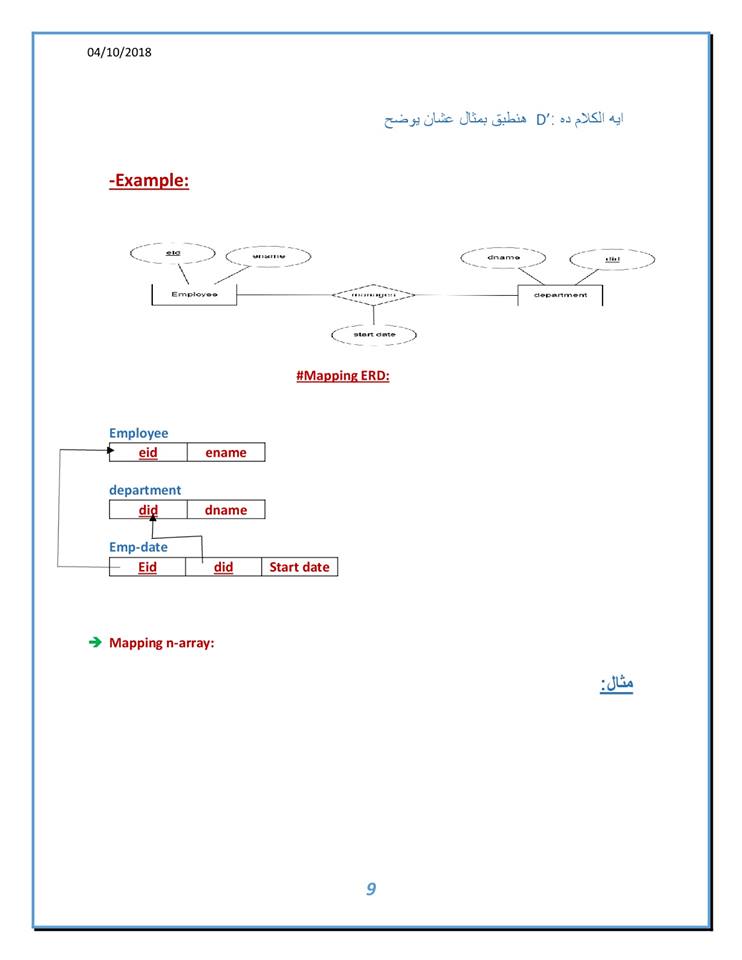 04/10/2018
ايه الكلام ده :’D هنطبق بمثال عشان يوضح
-Example:
eid
ename
dname
did
Employee
manages
department
start date
#Mapping ERD:
Employee
eid ename
department
did dname
Emp-date
Eid did Start date
Mapping n-array:
مثال:
9